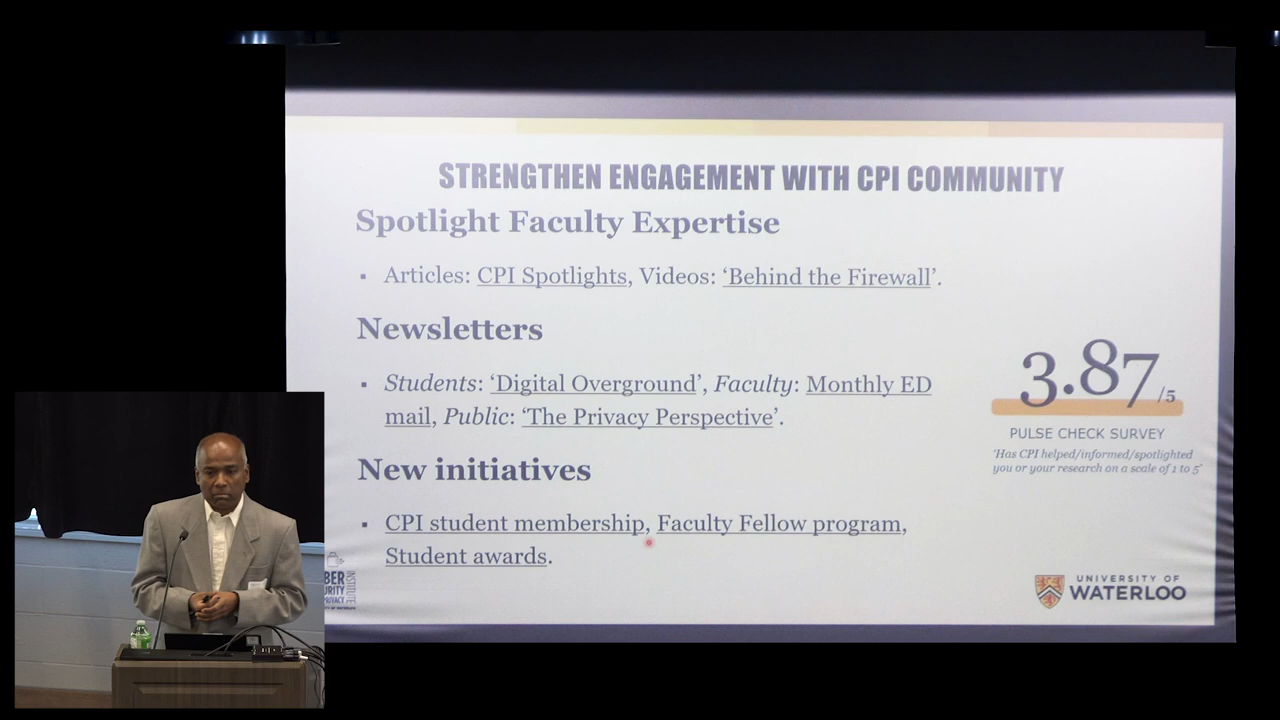 STRENGTHEN ENGAGEMENT WITH CPI COMMUNITY
Spotlight Faculty Expertise
▪ Articles: CPI Spotlights, Videos: ‘Behind the Firewall’.
Newsletters
▪ Students: ‘Digital Overground’, Faculty: Monthly ED
mail, Public: ‘The Privacy Perspective’.
New initiatives
▪ CPI student membership, Faculty Fellow program,
Student awards.
3.87/5
PULSE CHECK SURVEY
‘Has CPI helped/informed/spotlighted
you or your research on a scale of 1 to 5’
INSTITUTE
UNIVERSITY OF
WATERLOO